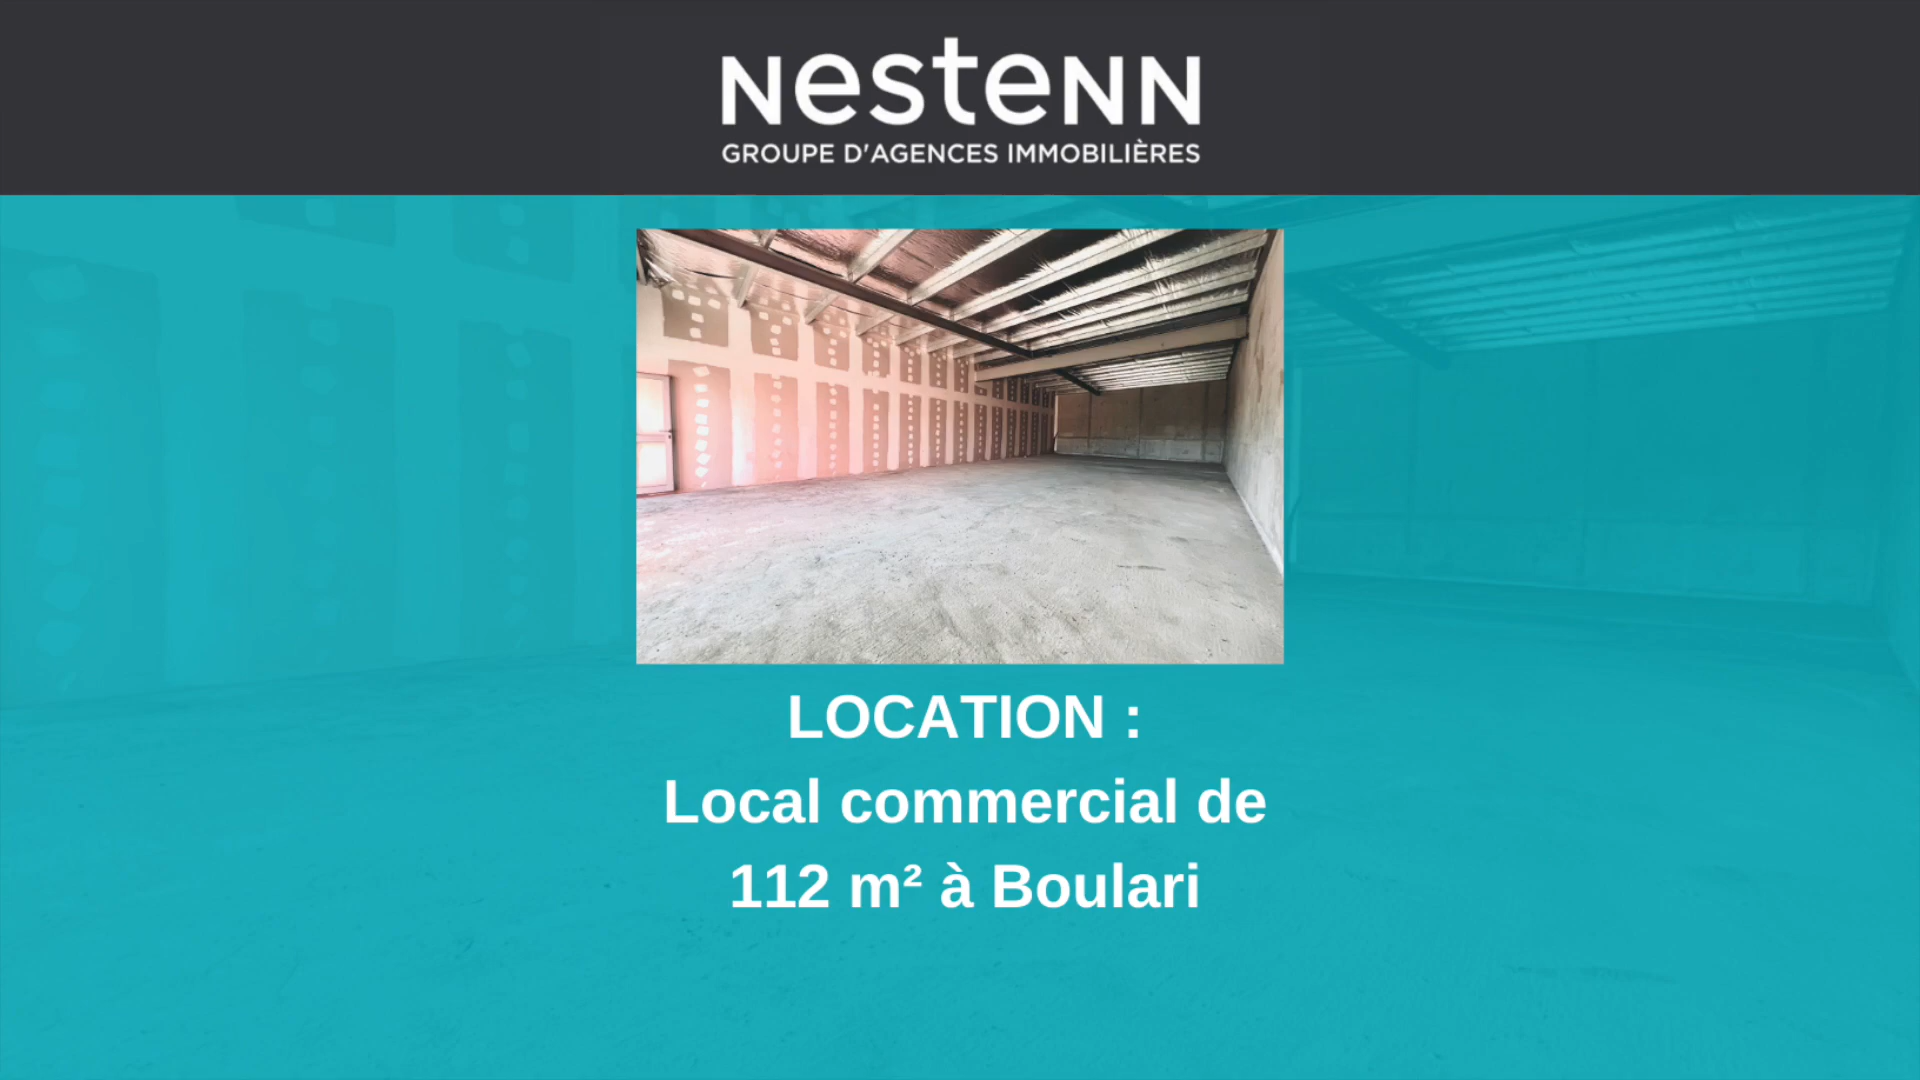 Nestenn
GROUPE D'AGENCES IMMOBILIÈRES
LOCATION :
Local commercial de
112 m² à Boulari